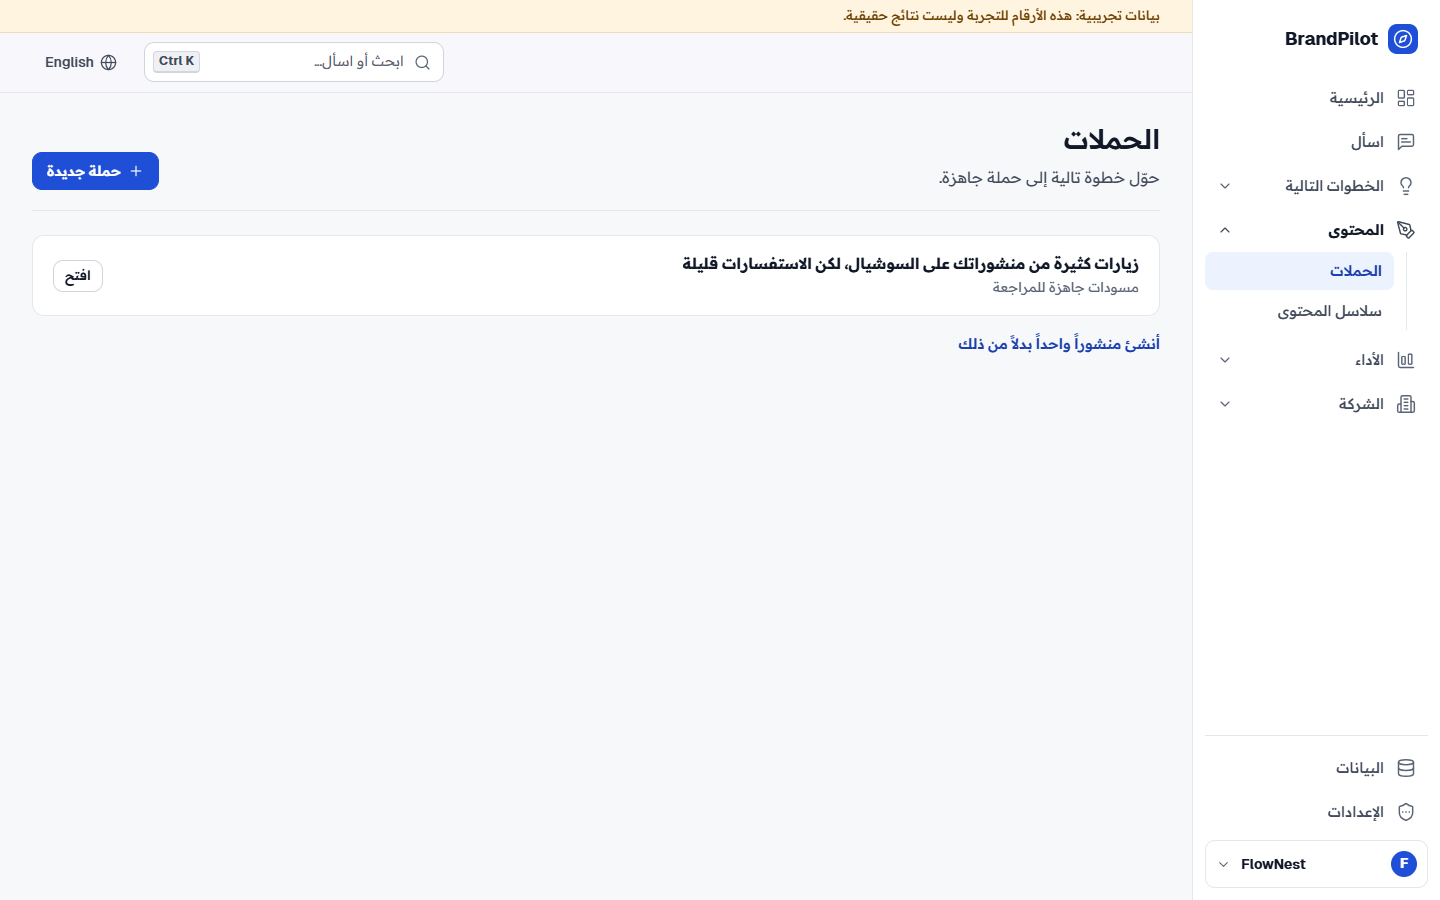 بيانات تجريبية: هذه الأرقام للتجربة وليست نتائج حقيقية.
BrandPilot
الرئيسية
اسأل
الخطوات التالية
المحتوى
الحملات
سلاسل المحتوى
الأداء
الشركة
البيانات
الإعدادات
F FlowNest
ابحث أو اسأل... Ctrl K
English
الحملات
حوّل خطوة تالية إلى حملة جاهزة.
حملة جديدة
زيارات كثيرة من منشوراتك على السوشيال، لكن الاستفسارات قليلة
مسودات جاهزة للمراجعة
افتح
أنشئ منشوراً واحداً بدلاً من ذلك